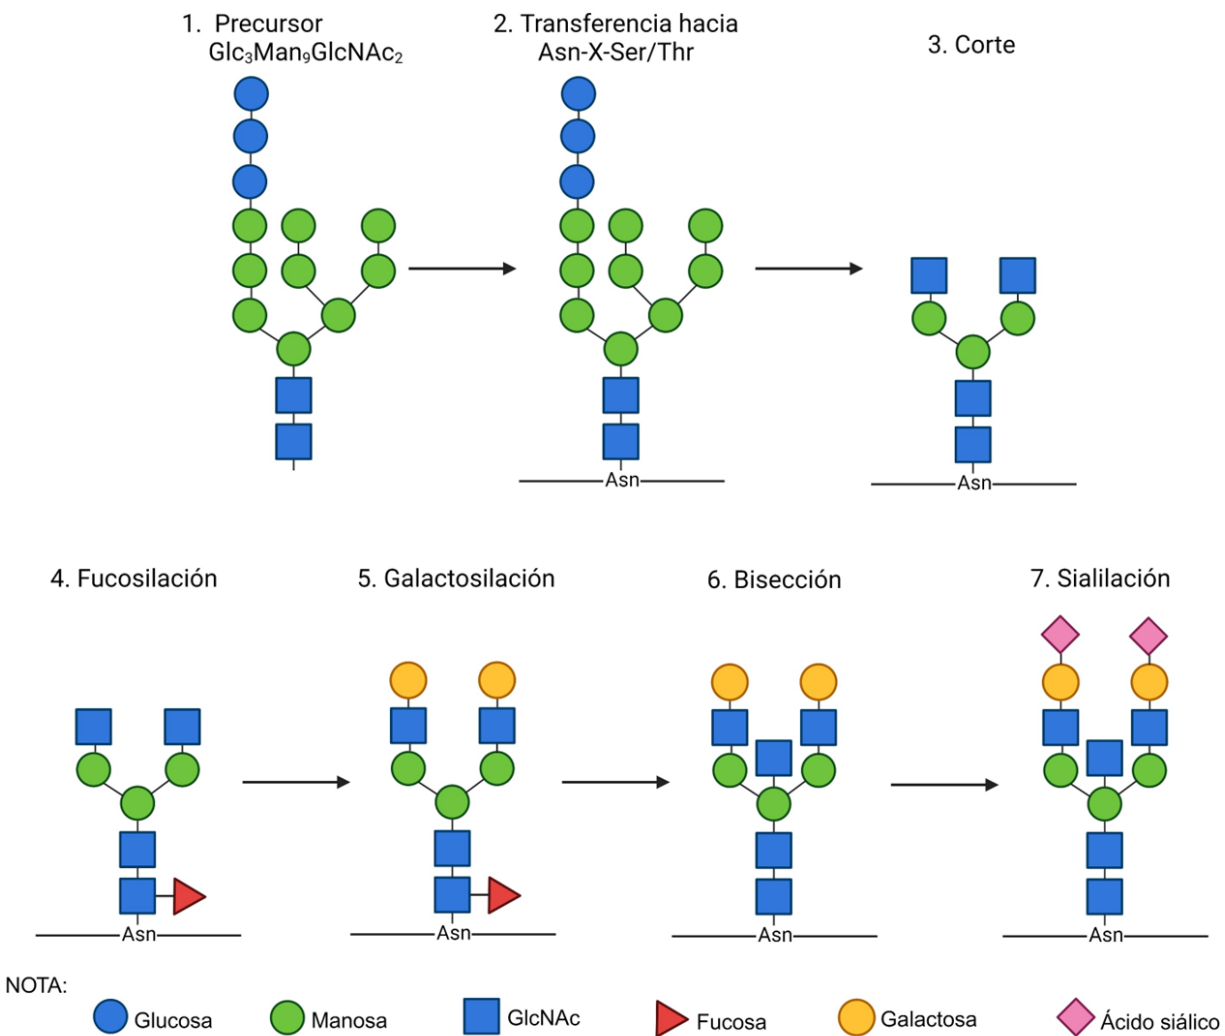 1. Precursor
Glc₃Man₉GlcNAc₂
2. Transferencia hacia
Asn-X-Ser/Thr
3. Corte
Asn
Asn
4. Fucosilación
5. Galactosilación
6. Bisección
7. Sialilación
Asn
Asn
Asn
Asn
NOTA:
Glucosa
Manosa
GlcNAc
Fucosa
Galactosa
Ácido siálico